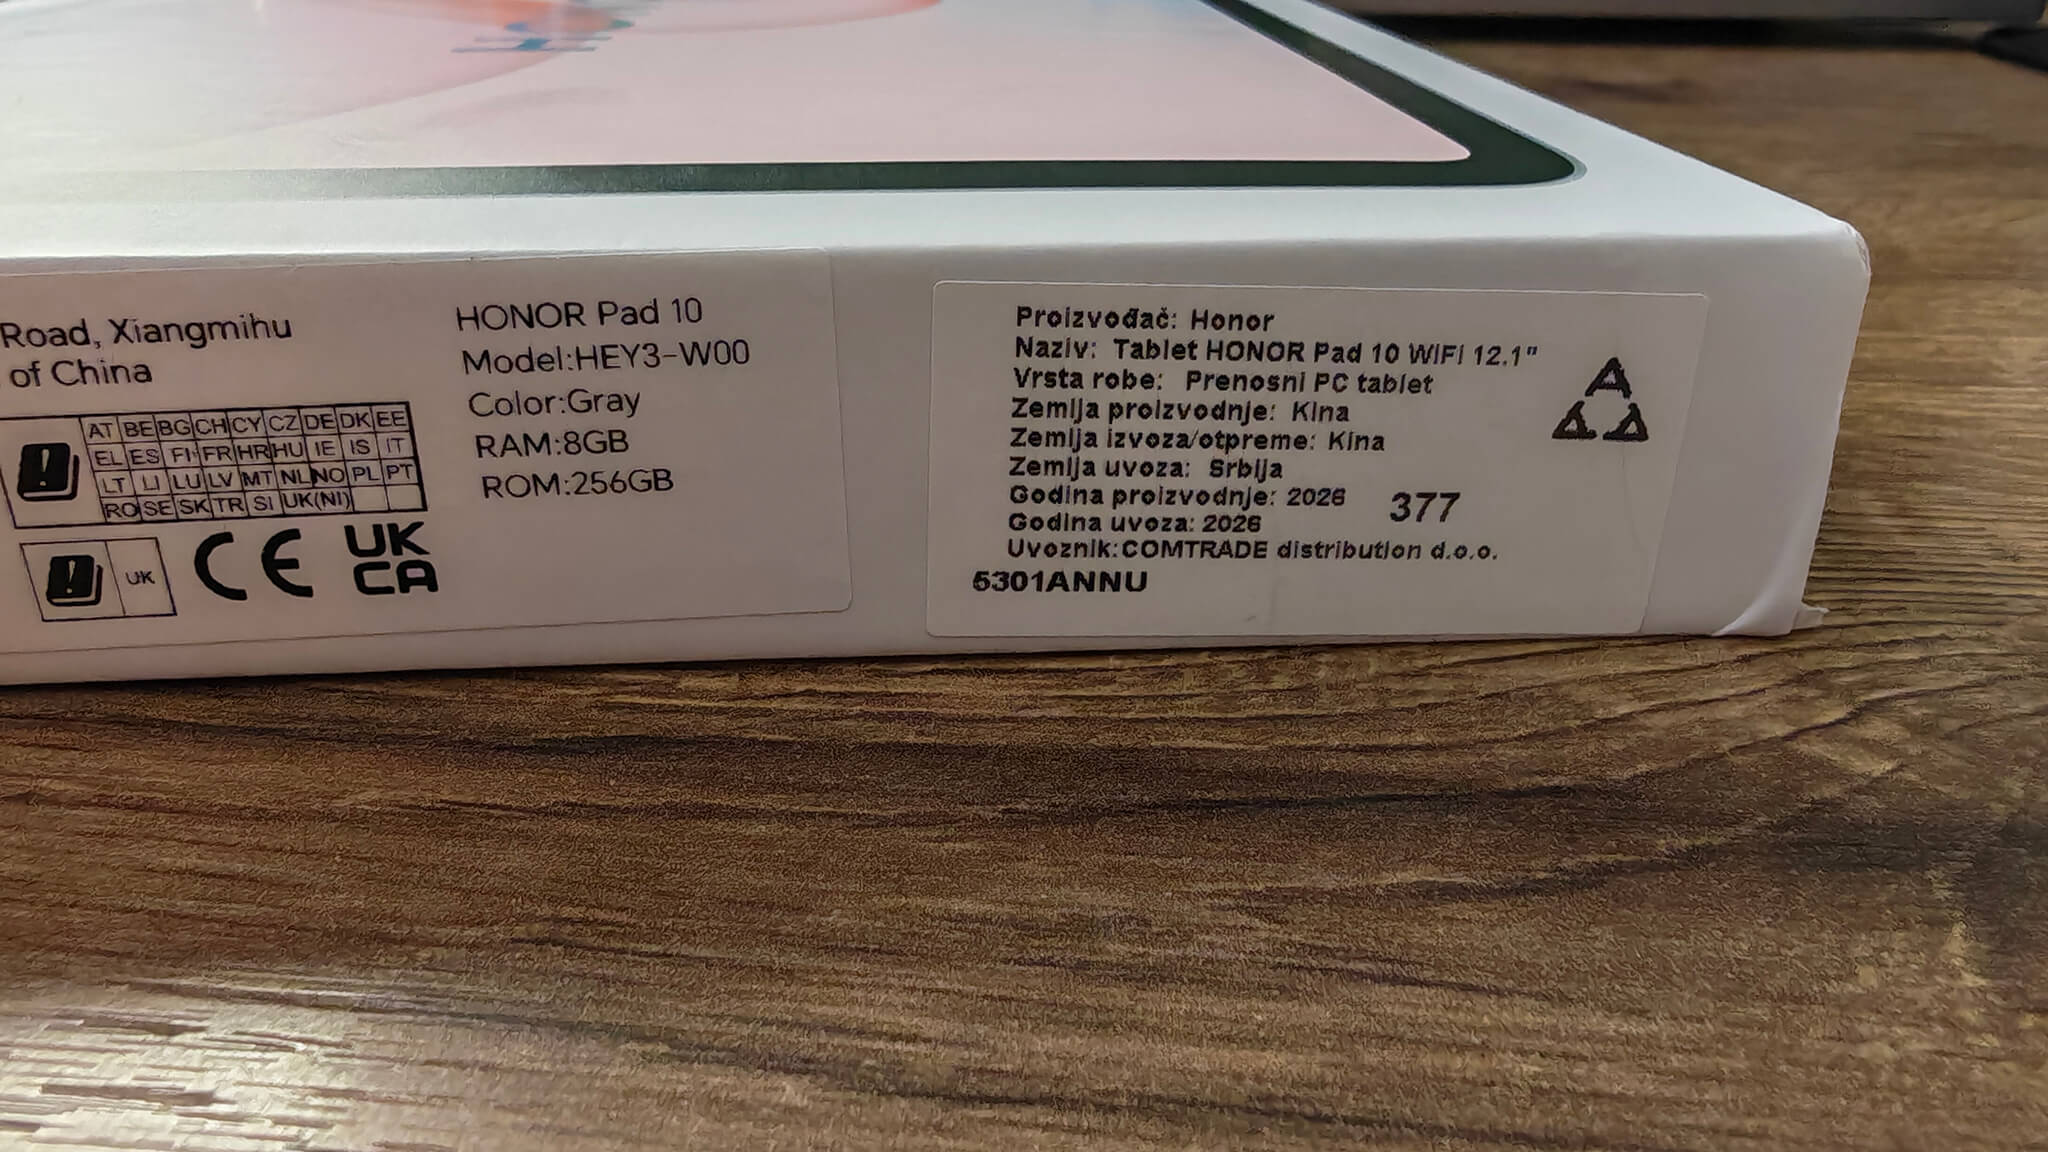 Road, Xiangmihu
of China
AT BE BG CH CY CZ DE DK EE
EL ES FI FR HR HU IE IS IT
LT LI LU LV MT NL NO PL PT
RO SE SK TR SI UK(NI)
UK
CE
UK
CA
HONOR Pad 10
Model:HEY3-W00
Color:Gray
RAM:8GB
ROM:256GB
Proizvođač: Honor
Naziv: Tablet HONOR Pad 10 WIFI 12.1"
Vrsta robe: Prenosni PC tablet
Zemlja proizvodnje: Kina
Zemlja izvoza/otpreme: Kina
Zemlja uvoza: Srbija
Godina proizvodnje: 2026
377
Godina uvoza: 2026
Uvoznik:COMTRADE distribution d.o.o.
5301ANNU
A A A